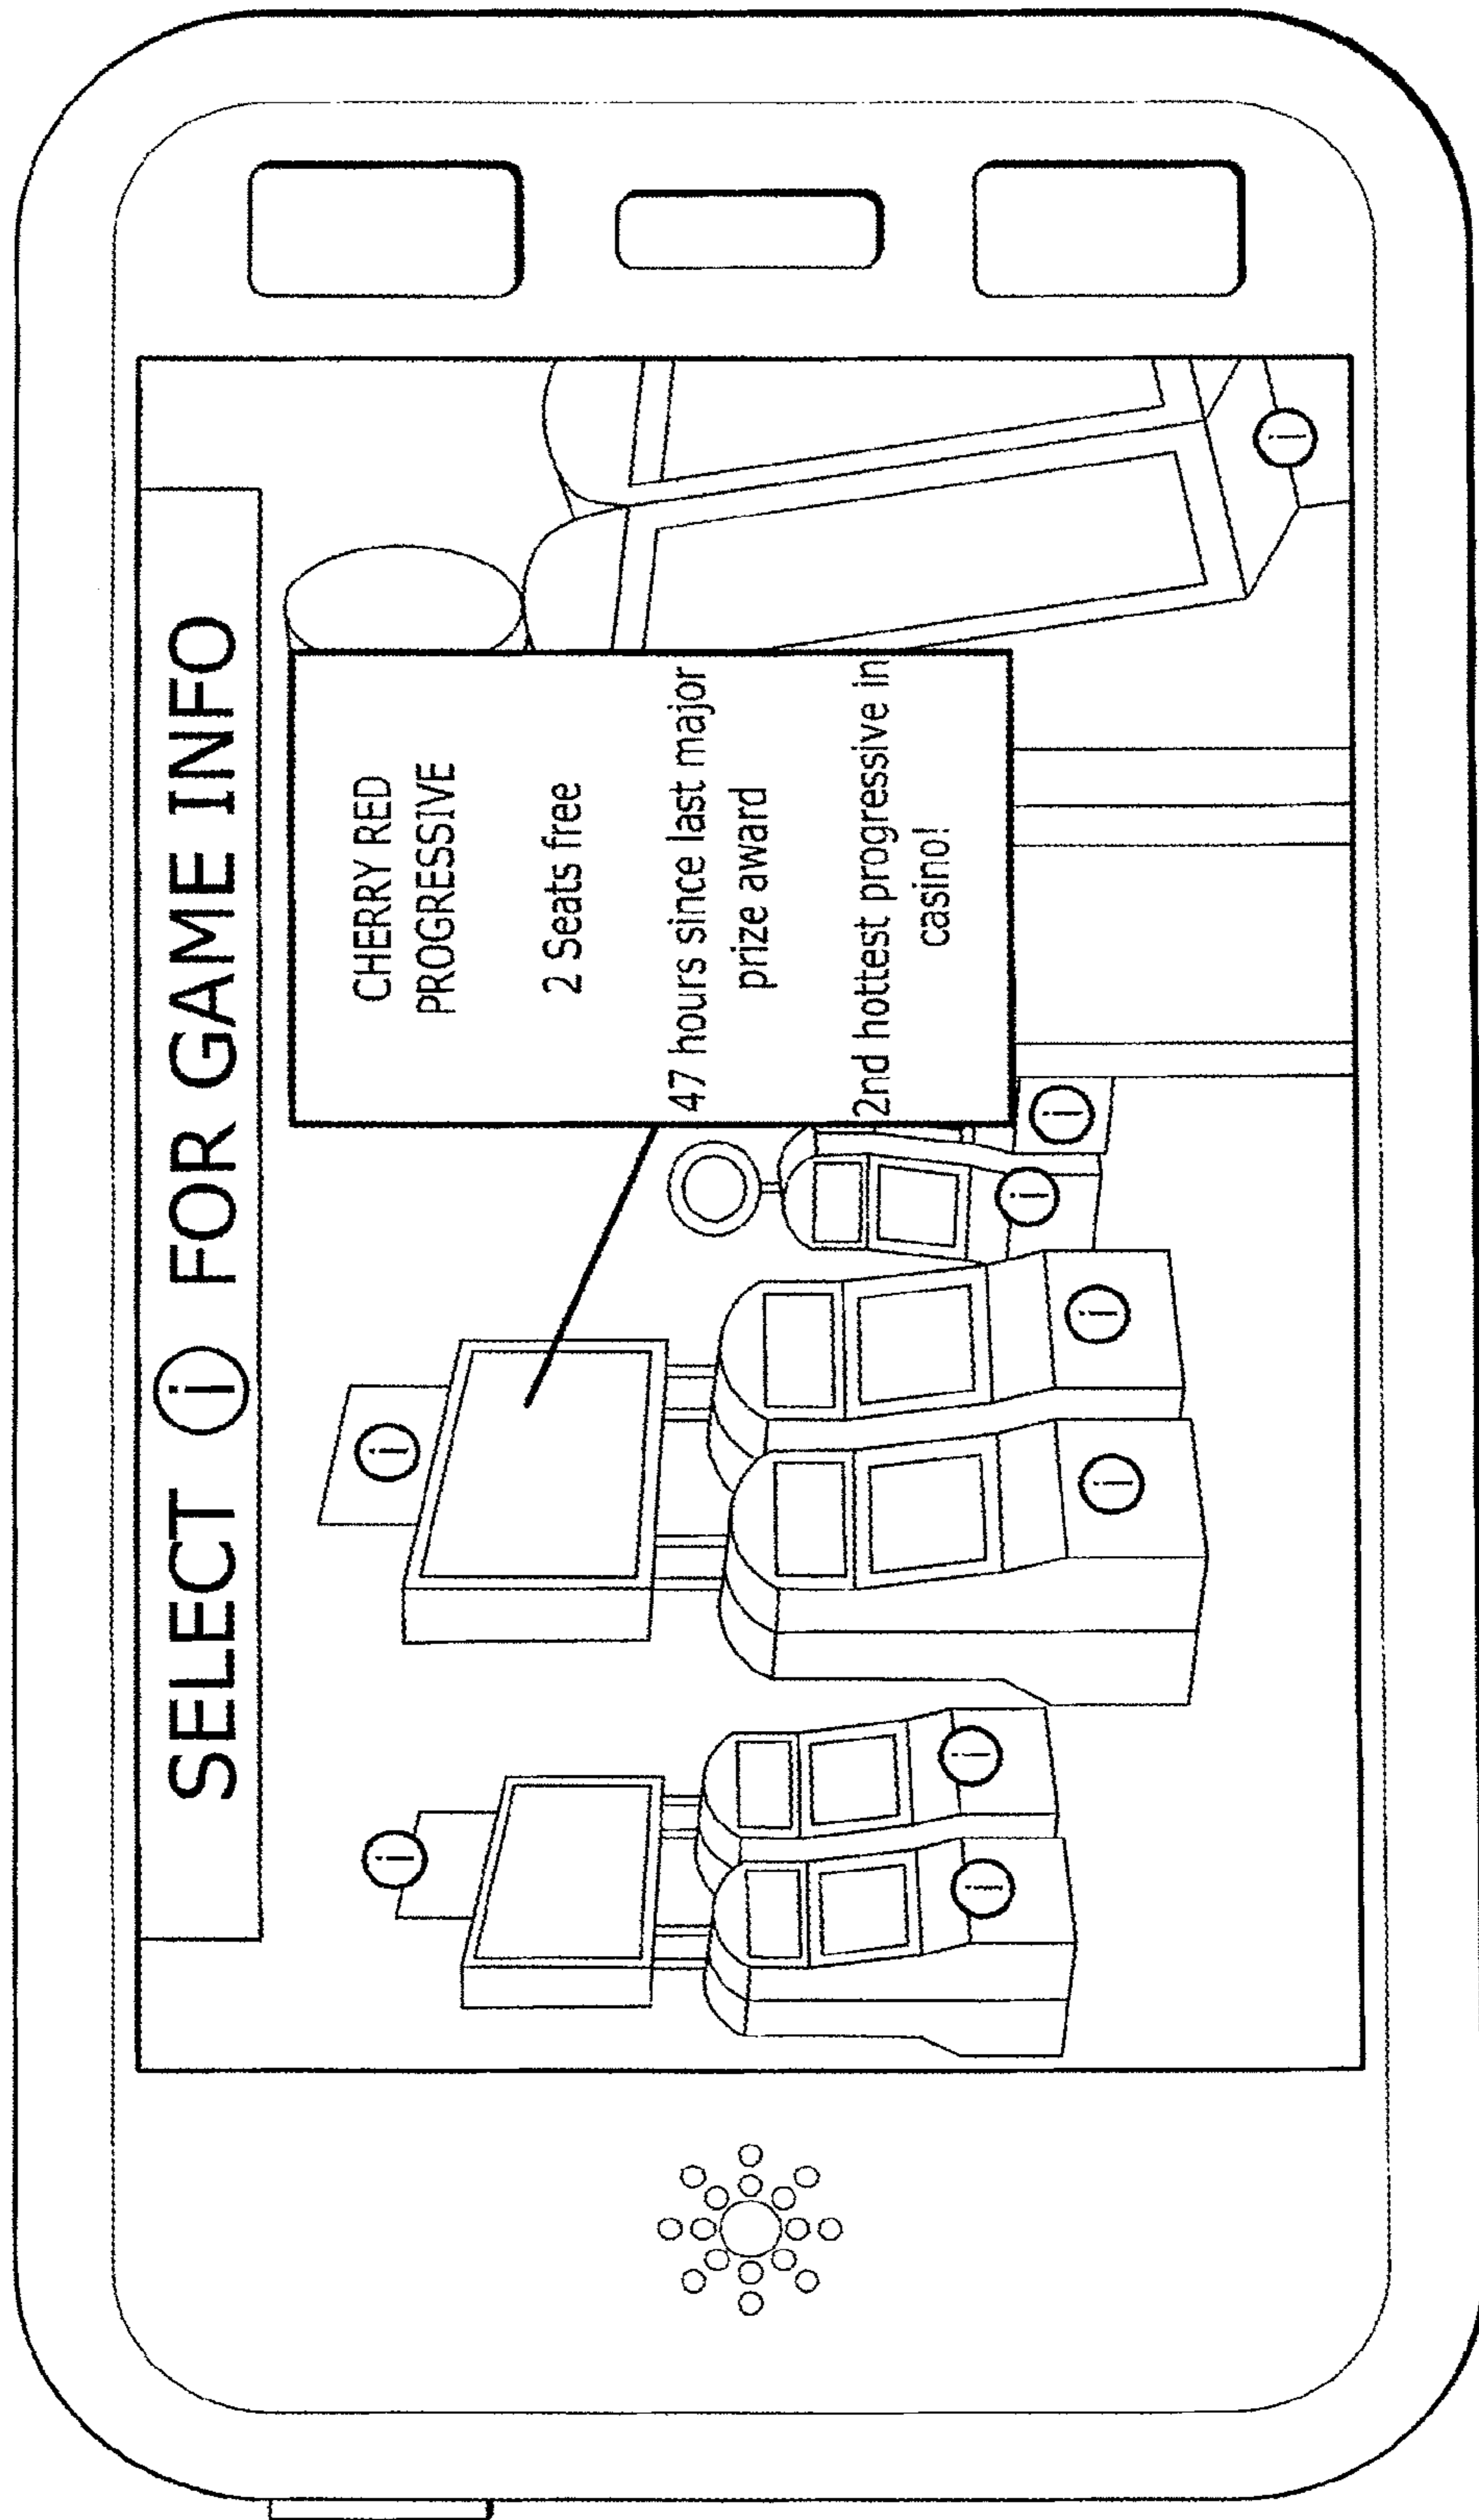 SELECT i FOR GAME INFO
CHERRY RED
PROGRESSIVE
2 Seats free
47 hours since last major
prize award
2nd hottest progressive in
casino!
i
i
i
i
i
i
i
i
i